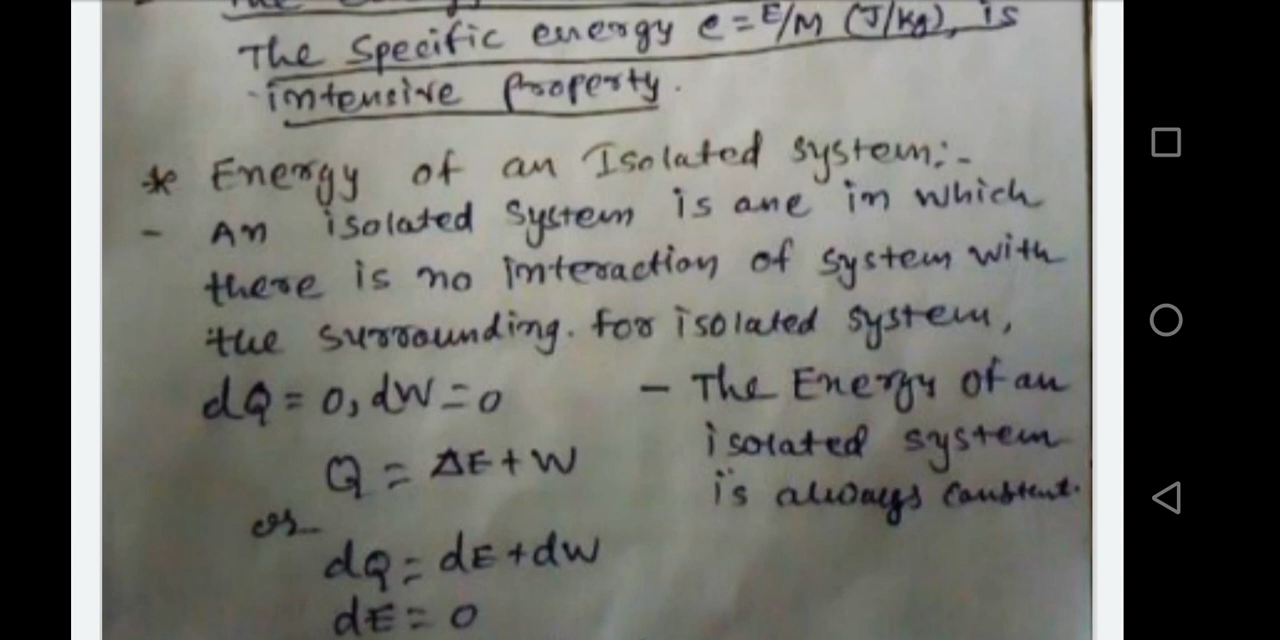 The Specific energy e=E/M (J/kg), is
intensive Property.
* Energy of an Isolated system:-
- An isolated system is ane in which
there is no interaction of system with
the surrounding. for isolated system,
dQ = 0, dW = 0
Q = ΔE + W
or
dQ = dE + dW
dE = 0
- The Energy of an
isolated system
is always constent.